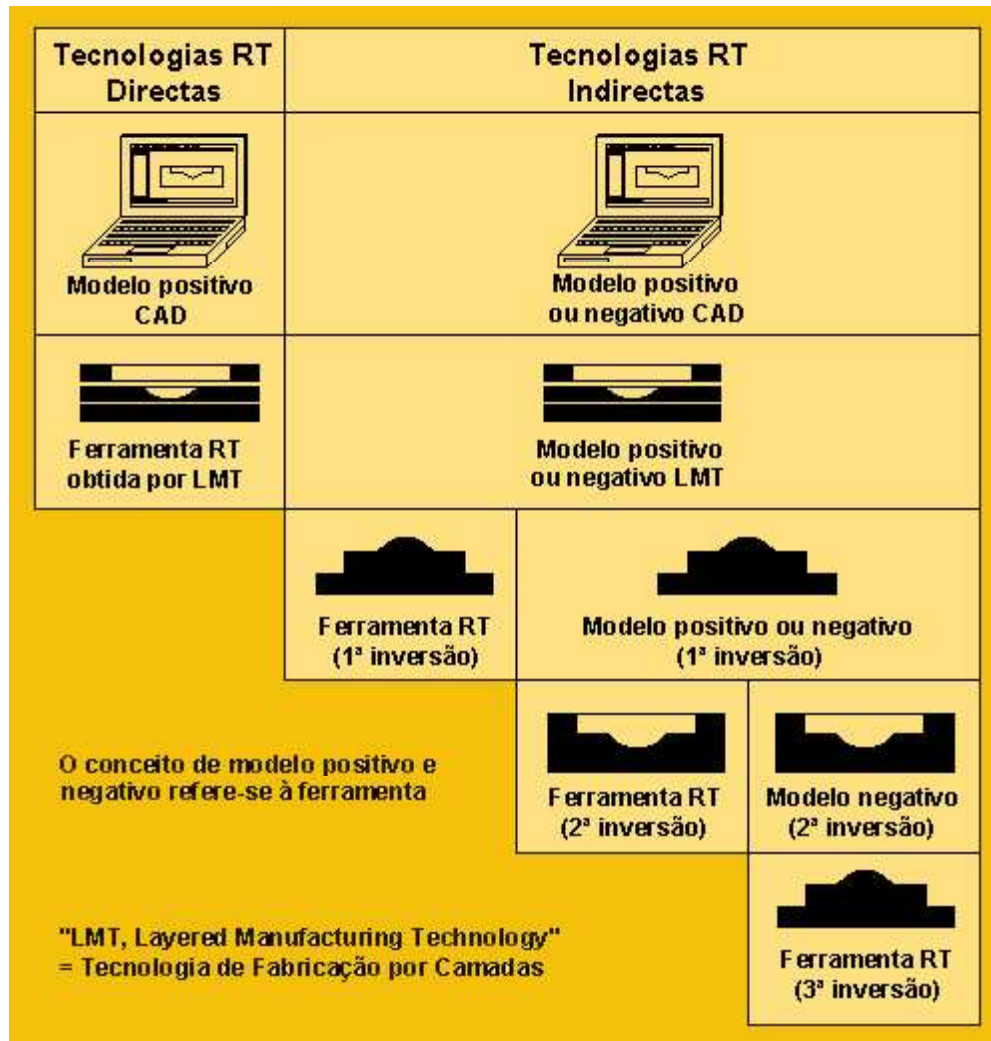 Tecnologias RT
Directas
Tecnologias RT
Indirectas
Modelo positivo
CAD
Modelo positivo
ou negativo CAD
Ferramenta RT
obtida por LMT
Modelo positivo
ou negativo LMT
Ferramenta RT
(1ª inversão)
Modelo positivo ou negativo
(1ª inversão)
O conceito de modelo positivo e
negativo refere-se à ferramenta
Ferramenta RT
(2ª inversão)
Modelo negativo
(2ª inversão)
"LMT, Layered Manufacturing Technology"
= Tecnologia de Fabricação por Camadas
Ferramenta RT
(3ª inversão)